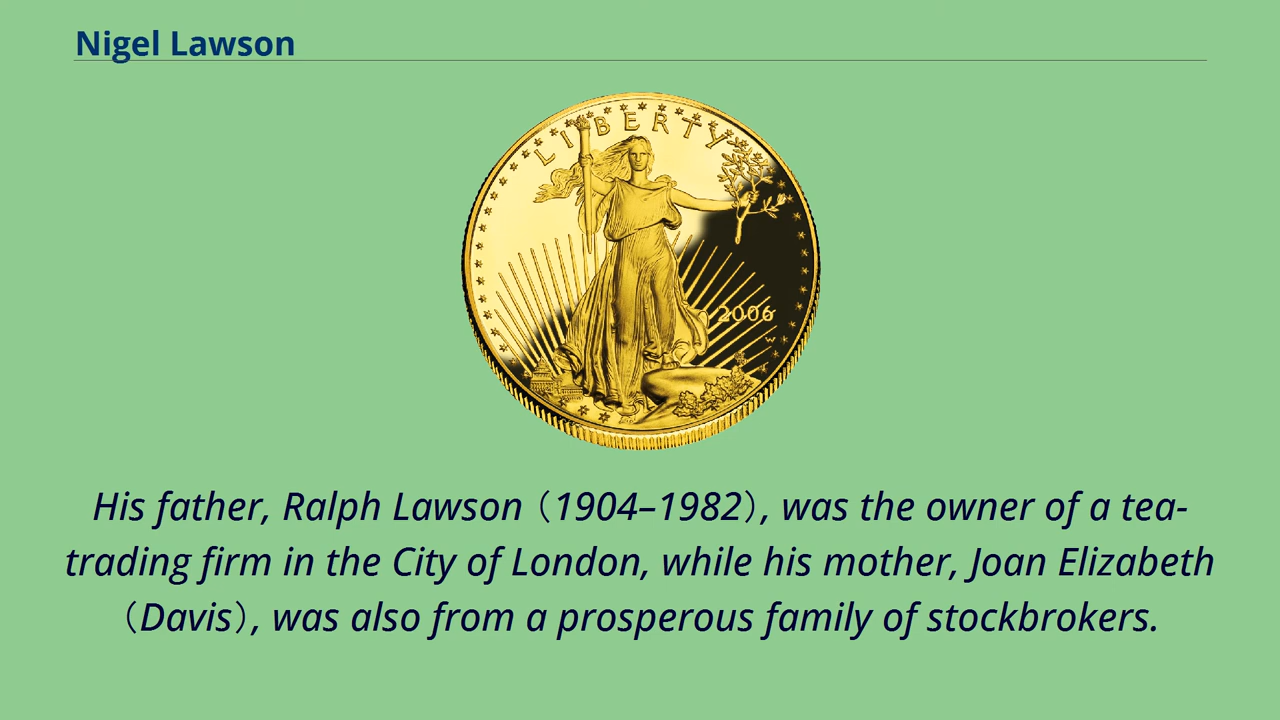 Nigel Lawson
LIBERTY
2006
W
His father, Ralph Lawson（1904–1982）, was the owner of a tea-
trading firm in the City of London, while his mother, Joan Elizabeth
（Davis）, was also from a prosperous family of stockbrokers.